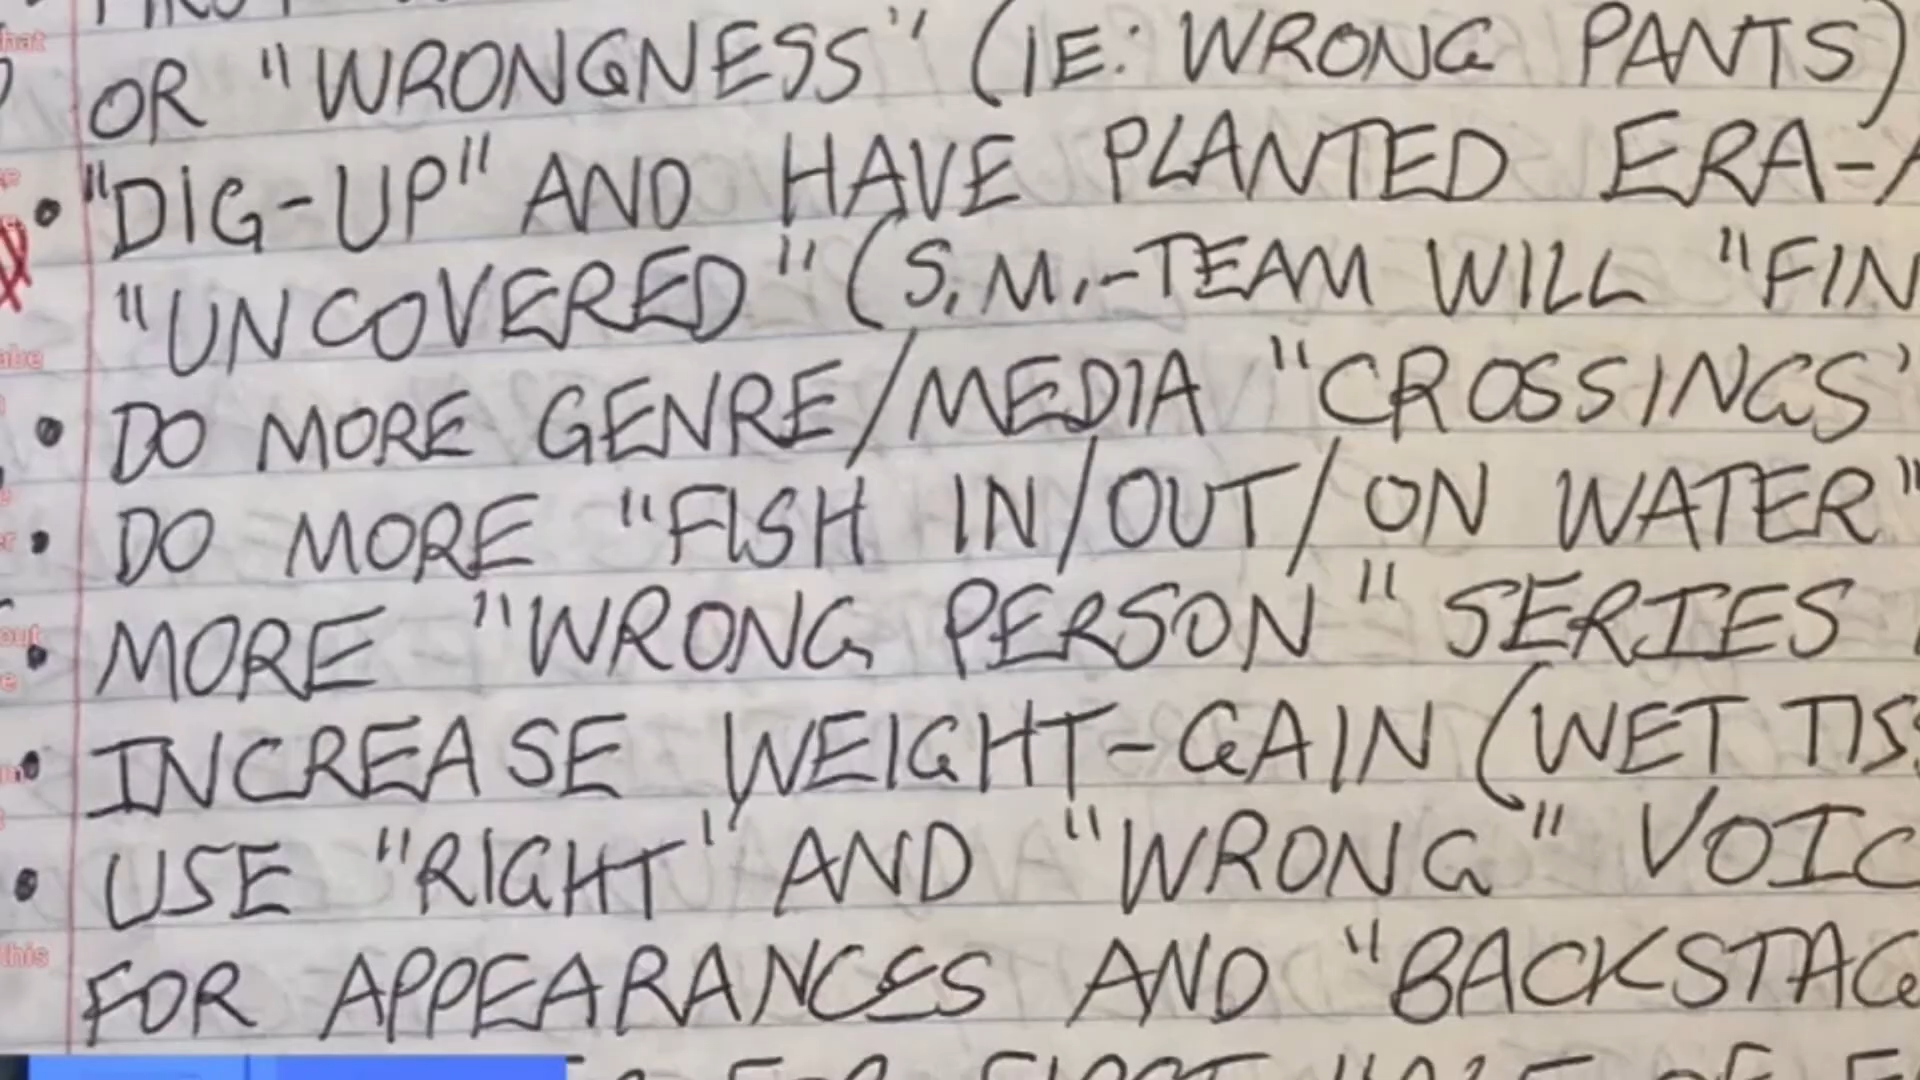 OR "WRONGNESS" (IE: WRONG PANTS)
• "DIG-UP" AND HAVE PLANTED ERA-A
"UNCOVERED" (S.M.-TEAM WILL "FIN
• DO MORE GENRE/MEDIA "CROSSINGS'
• DO MORE "FISH IN/OUT/ON WATER"
• MORE "WRONG PERSON" SERIES
• INCREASE WEIGHT-GAIN (WET TISS
• USE "RIGHT" AND "WRONG" VOIC
FOR APPEARANCES AND "BACKSTAG